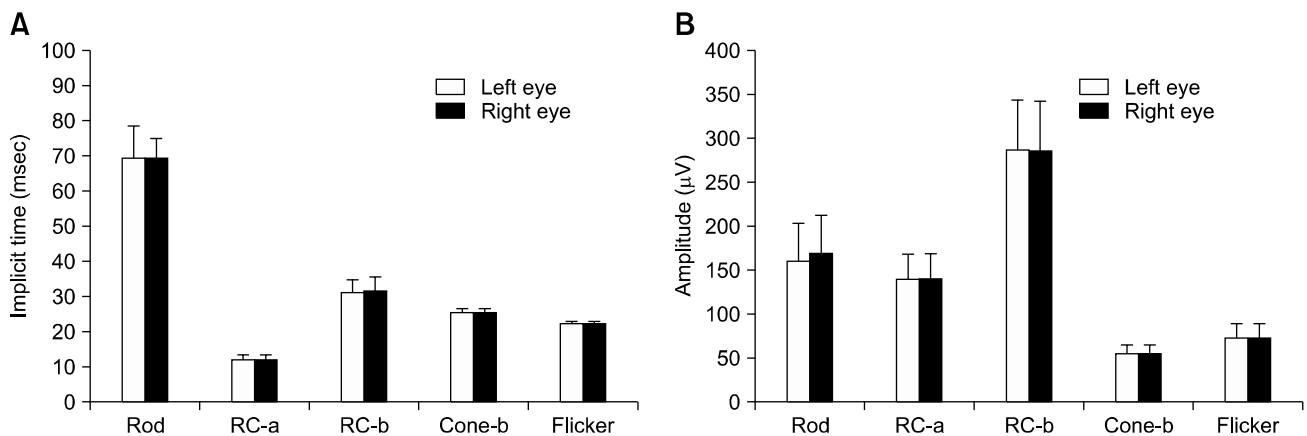 A
Implicit time (msec)
100
90
80
70
60
50
40
30
20
10
0
Left eye
Right eye
Rod RC-a RC-b Cone-b Flicker
B
Amplitude (μV)
400
350
300
250
200
150
100
50
0
Left eye
Right eye
Rod RC-a RC-b Cone-b Flicker